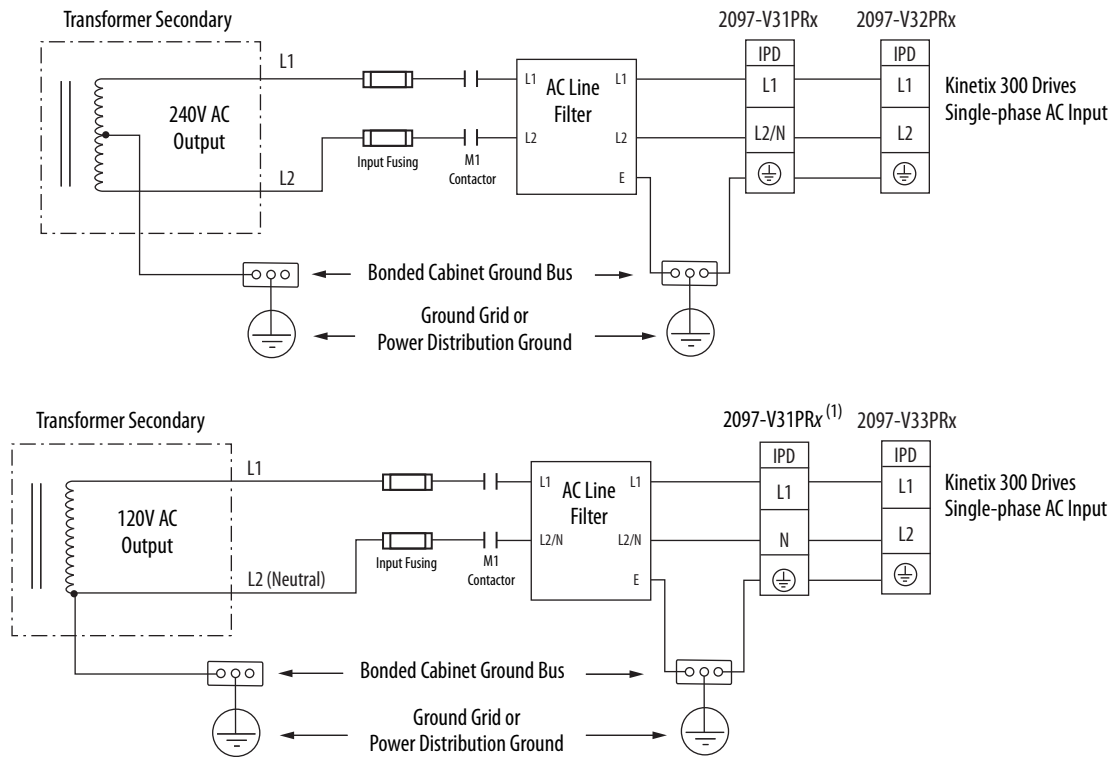 Transformer Secondary
2097-V31PRx
2097-V32PRx
IPD
IPD
L1
L1
L1
AC Line
Filter
L1
L1
L1
Kinetix 300 Drives
Single-phase AC Input
240V AC
Output
L2
L2
L2/N
L2
Input Fusing
M1
Contactor
L2
E
Bonded Cabinet Ground Bus
Ground Grid or
Power Distribution Ground
Transformer Secondary
2097-V31PRx (1)
2097-V33PRx
IPD
IPD
L1
L1
AC Line
Filter
L1
L1
L1
Kinetix 300 Drives
Single-phase AC Input
120V AC
Output
L2/N
L2/N
N
L2
Input Fusing
M1
Contactor
L2 (Neutral)
E
Bonded Cabinet Ground Bus
Ground Grid or
Power Distribution Ground